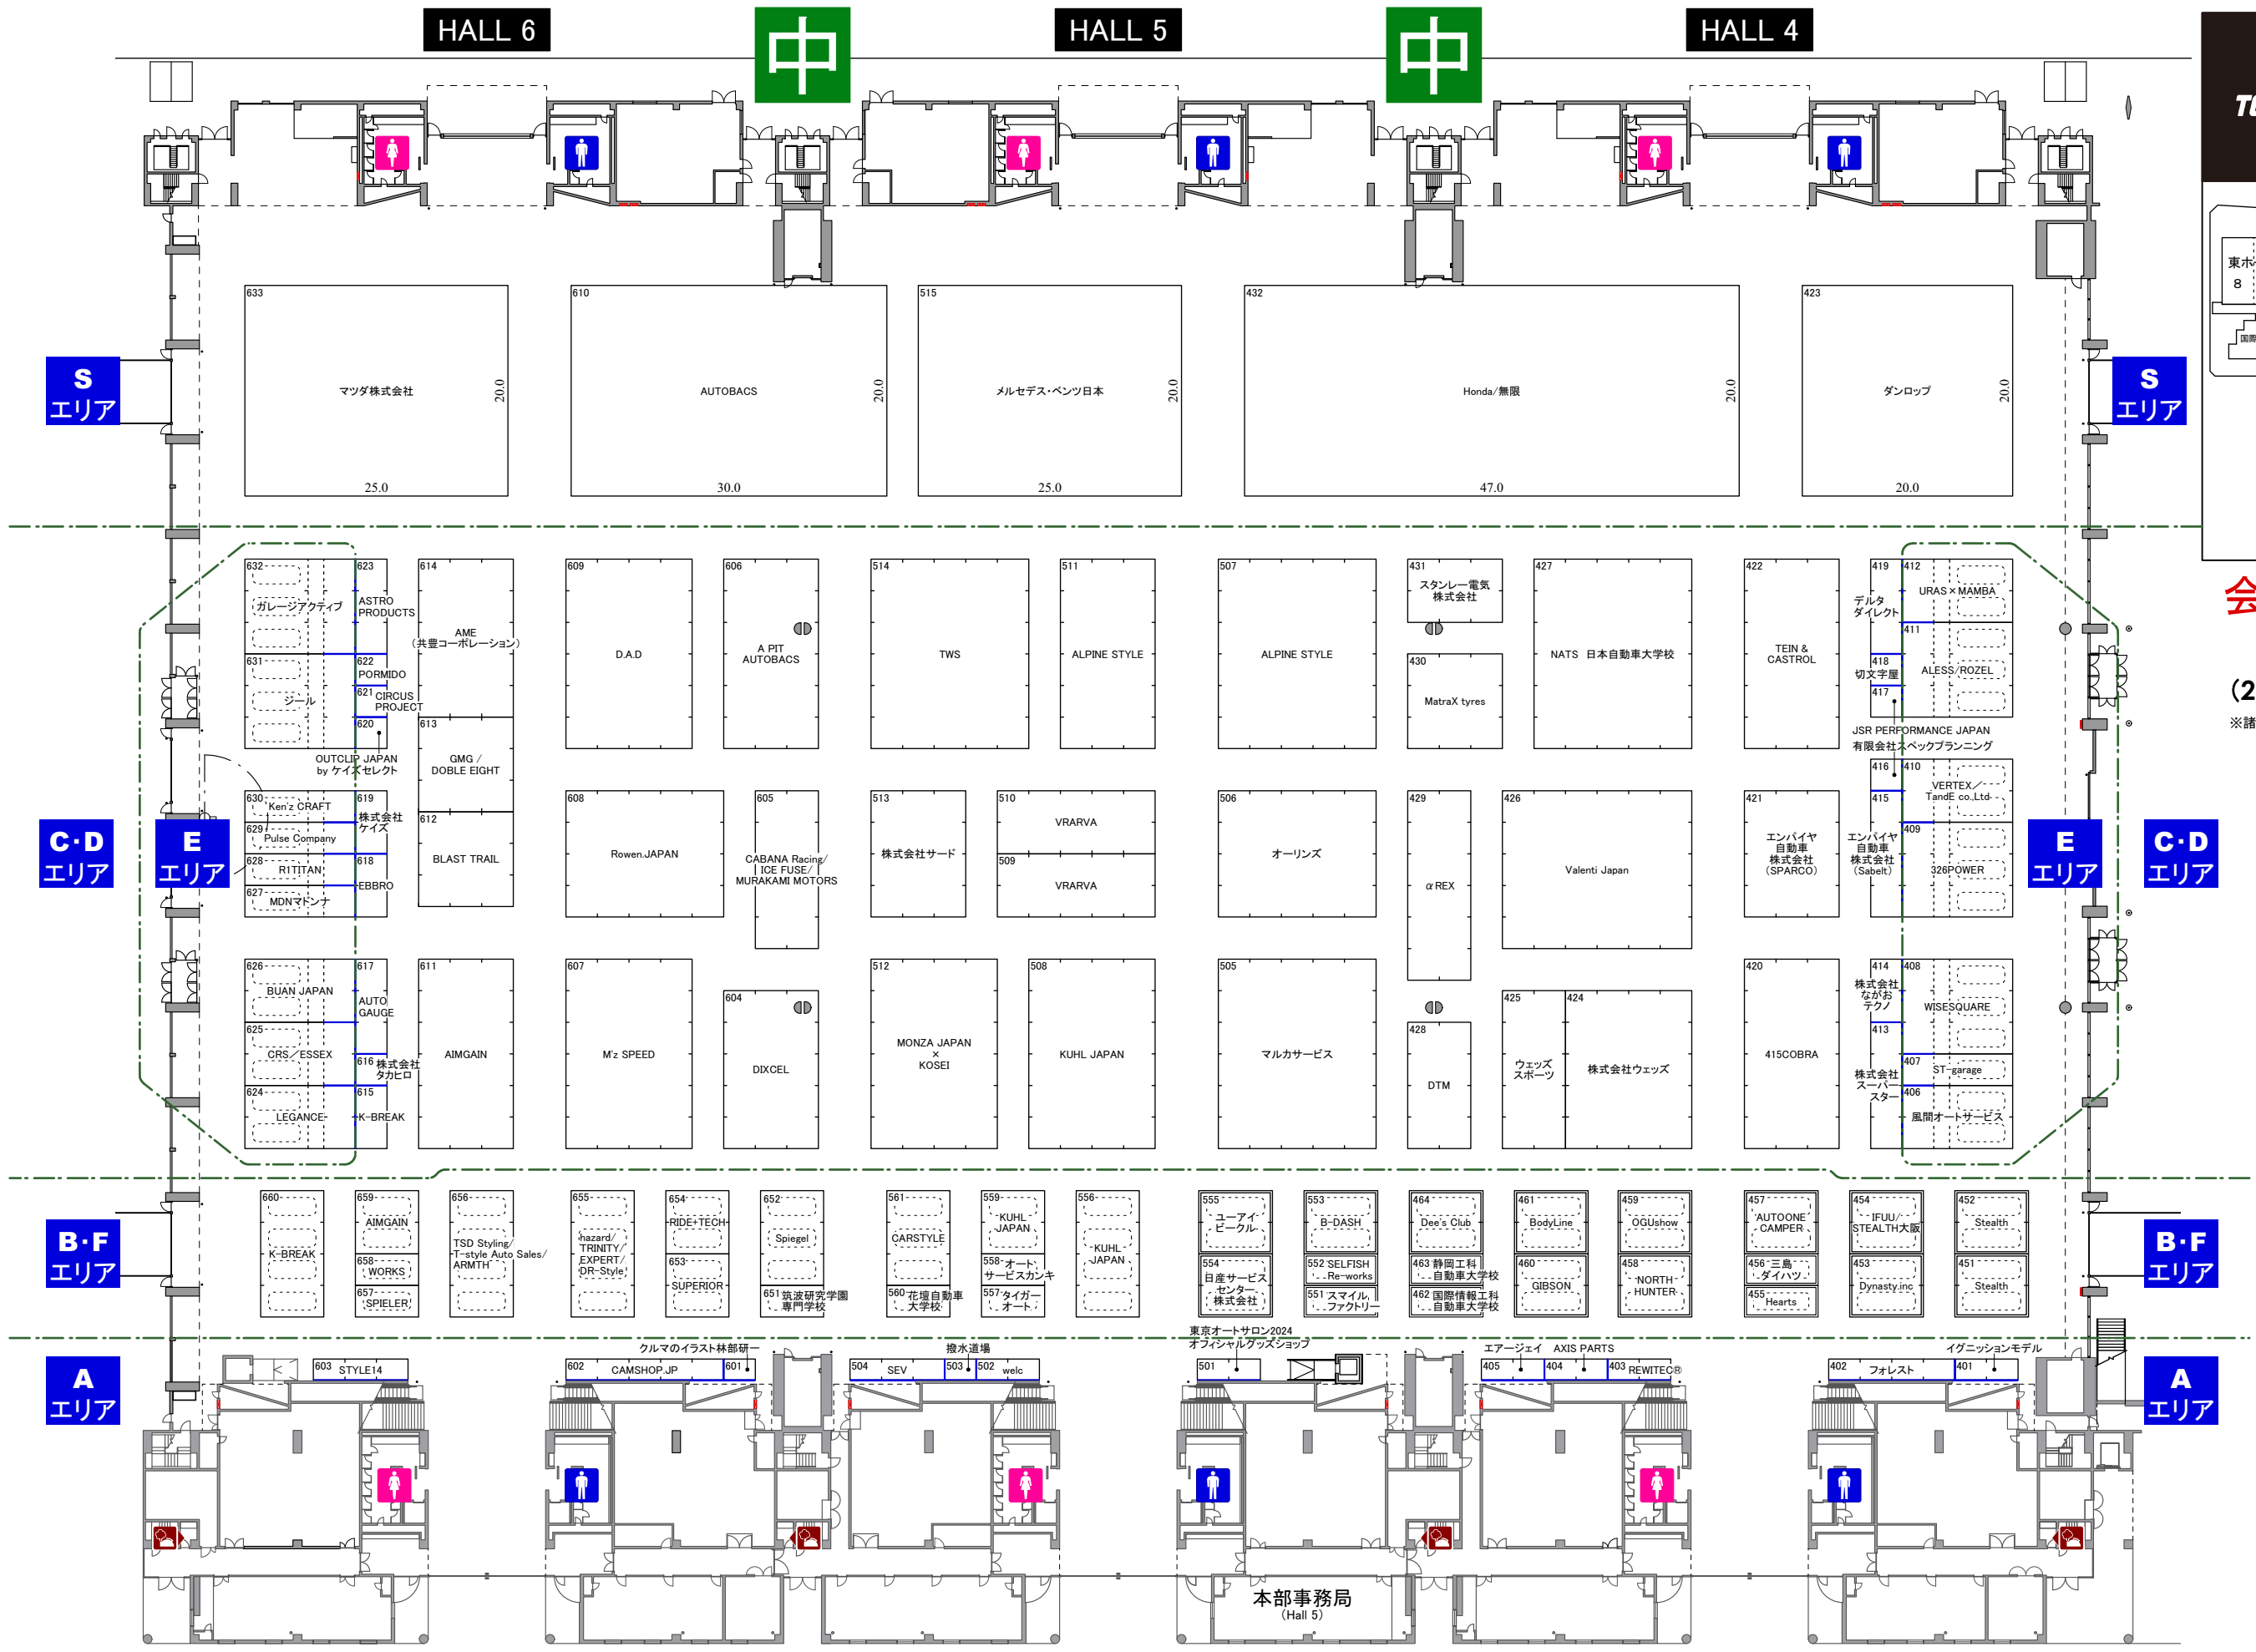 HALL 6
中
HALL 5
中
HALL 4
東ホ
8
国際
S
エリア
S
エリア
633
マツダ株式会社
20.0
25.0
610
AUTOBACS
20.0
30.0
515
メルセデス・ベンツ日本
20.0
25.0
432
Honda/無限
20.0
47.0
423
ダンロップ
20.0
20.0
会
(2
※諸
632
ガレージアクティブ
631
ジール
623
ASTRO
PRODUCTS
622
PORMIDO
621
CIRCUS
PROJECT
620
OUTCLIP JAPAN
by ケイズセレクト
614
AME
(共豊コーポレーション)
613
GMG /
DOBLE EIGHT
612
BLAST TRAIL
609
D.A.D
606
A PIT
AUTOBACS
514
TWS
511
ALPINE STYLE
507
ALPINE STYLE
431
スタンレー電気
株式会社
430
MatraX tyres
427
NATS 日本自動車大学校
422
TEIN &
CASTROL
419
デルタ
ダイレクト
418
切文字屋
417
412
URAS×MAMBA
411
ALESS/ROZEL
JSR PERFORMANCE JAPAN
有限会社スペックプランニング
C・D
エリア
E
エリア
630
Ken'z CRAFT
629
Pulse Company
628
R1TITAN
627
MDNマドンナ
619
株式会社
ケイズ
618
EBBRO
608
Rowen.JAPAN
605
CABANA Racing/
ICE FUSE/
MURAKAMI MOTORS
513
株式会社サード
510
VRARVA
509
VRARVA
506
オーリンズ
429
αREX
426
Valenti Japan
421
エンパイヤ
自動車
株式会社
(SPARCO)
416
415
エンパイヤ
自動車
株式会社
(Sabelt)
410
VERTEX/
TandE co.,Ltd
409
326POWER
E
エリア
C・D
エリア
626
BUAN JAPAN
625
CRS/ESSEX
624
LEGANCE
617
AUTO
GAUGE
616
株式会社
タカヒロ
615
K-BREAK
611
AIMGAIN
607
M'z SPEED
604
DIXCEL
512
MONZA JAPAN
×
KOSEI
508
KUHL JAPAN
505
マルカサービス
428
DTM
425
ウェッズ
スポーツ
424
株式会社ウェッズ
420
415COBRA
414
株式会社
ながお
テクノ
413
株式会社
スーパー
スター
408
WISESQUARE
407
ST-garage
406
風間オートサービス
B・F
エリア
660
K-BREAK
659
AIMGAIN
658
WORKS
657
SPIELER
656
TSD Styling/
T-style Auto Sales/
ARMTH
655
hazard/
TRINITY/
EXPERT/
DR-Style
654
RIDE+TECH
653
SUPERIOR
652
Spiegel
651 筑波研究学園
専門学校
561
CARSTYLE
560 花壇自動車
大学校
559
KUHL
JAPAN
558 オート
サービスカンキ
557 タイガー
オート
556
KUHL
JAPAN
555
ユーアイ
ビークル
554
日産サービス
センター
株式会社
553
B-DASH
552 SELFISH
Re-works
551 スマイル
ファクトリー
464
Dee's Club
463 静岡工科
自動車大学校
462 国際情報工科
自動車大学校
461
BodyLine
460
GIBSON
459
OGUshow
458
NORTH
HUNTER
457
AUTOONE
CAMPER
456 三島
ダイハツ
455
Hearts
454
IFUU/
STEALTH大阪
453
Dynasty.inc
452
Stealth
451
Stealth
B・F
エリア
A
エリア
603 STYLE14
クルマのイラスト林部研一
602 CAMSHOP.JP 601
撥水道場
504 SEV 503 502 welc
東京オートサロン2024
オフィシャルグッズショップ
501
エアージェイ AXIS PARTS
405 404 403 REWITEC®
イグニッションモデル
402 フォレスト 401
A
エリア
本部事務局
(Hall 5)